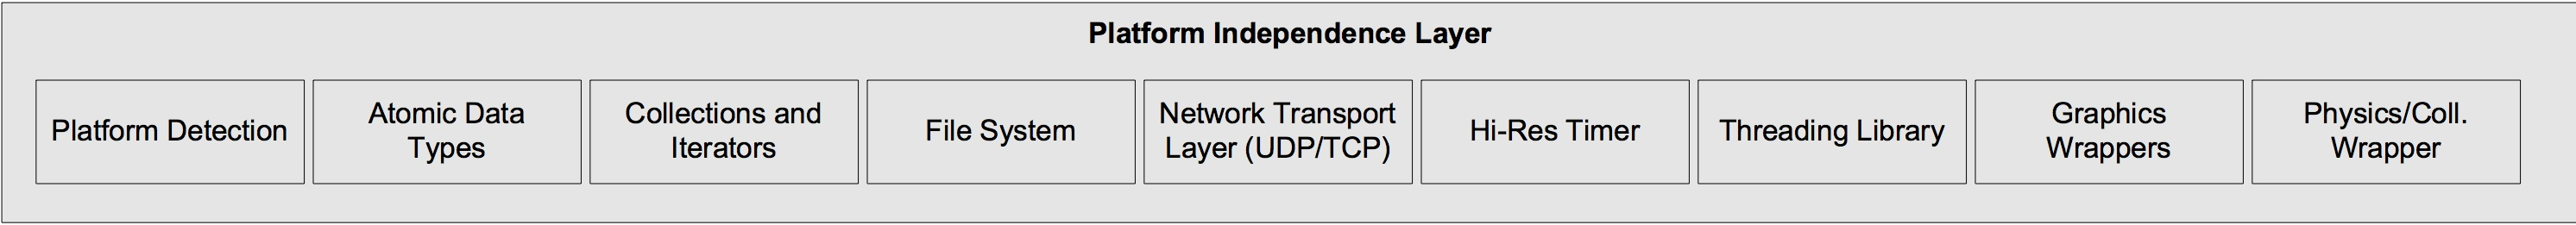 Platform Independence Layer
Platform Detection
Atomic Data
Types
Collections and
Iterators
File System
Network Transport
Layer (UDP/TCP)
Hi-Res Timer
Threading Library
Graphics
Wrappers
Physics/Coll.
Wrapper